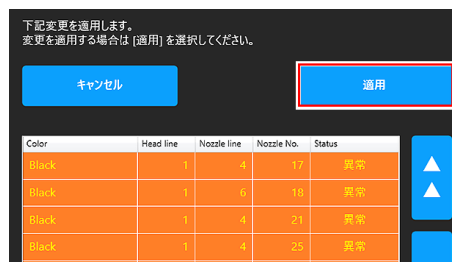 下記変更を適用します。
変更を適用する場合は [適用] を選択してください。
キャンセル 適用
Color Head line Nozzle line Nozzle No. Status
Black 1 4 17 異常
Black 1 6 18 異常
Black 1 4 21 異常
Black 1 4 25 異常